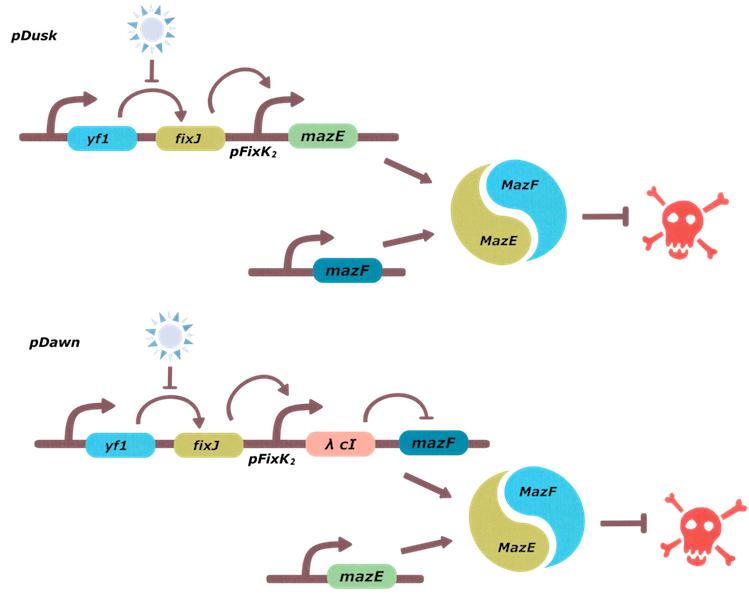 pDusk
yf1
fixJ
pFixK2
mazE
MazF
MazE
mazF
pDawn
yf1
fixJ
pFixK2
λ cI
mazF
MazF
MazE
mazE